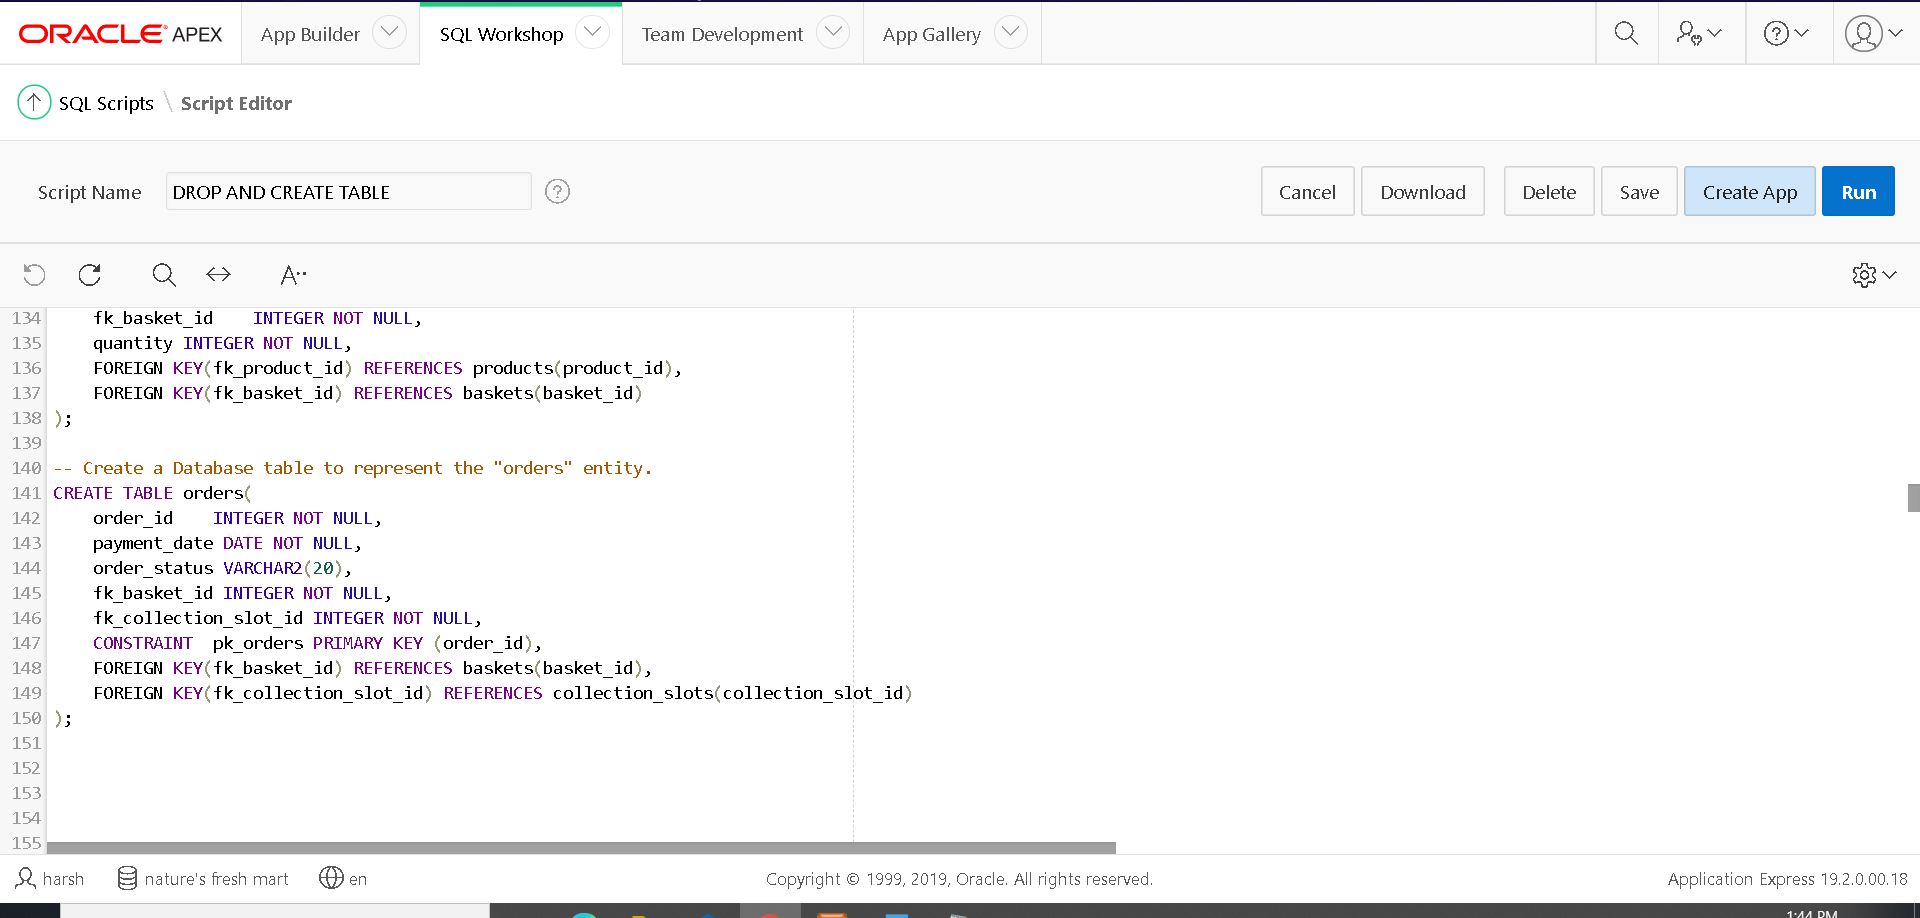 ORACLE APEX App Builder SQL Workshop Team Development App Gallery
SQL Scripts \ Script Editor
Script Name DROP AND CREATE TABLE ? Cancel Download Delete Save Create App Run
A··
134 fk_basket_id    INTEGER NOT NULL,
135 quantity INTEGER NOT NULL,
136 FOREIGN KEY(fk_product_id) REFERENCES products(product_id),
137 FOREIGN KEY(fk_basket_id) REFERENCES baskets(basket_id)
138 );
139
140 -- Create a Database table to represent the "orders" entity.
141 CREATE TABLE orders(
142 order_id    INTEGER NOT NULL,
143 payment_date DATE NOT NULL,
144 order_status VARCHAR2(20),
145 fk_basket_id INTEGER NOT NULL,
146 fk_collection_slot_id INTEGER NOT NULL,
147 CONSTRAINT  pk_orders PRIMARY KEY (order_id),
148 FOREIGN KEY(fk_basket_id) REFERENCES baskets(basket_id),
149 FOREIGN KEY(fk_collection_slot_id) REFERENCES collection_slots(collection_slot_id)
150 );
151
152
153
154
155
harsh nature's fresh mart en Copyright © 1999, 2019, Oracle. All rights reserved. Application Express 19.2.0.00.18
1:44 PM